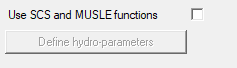 Use SCS and MUSLE functions
Define hydro-parameters